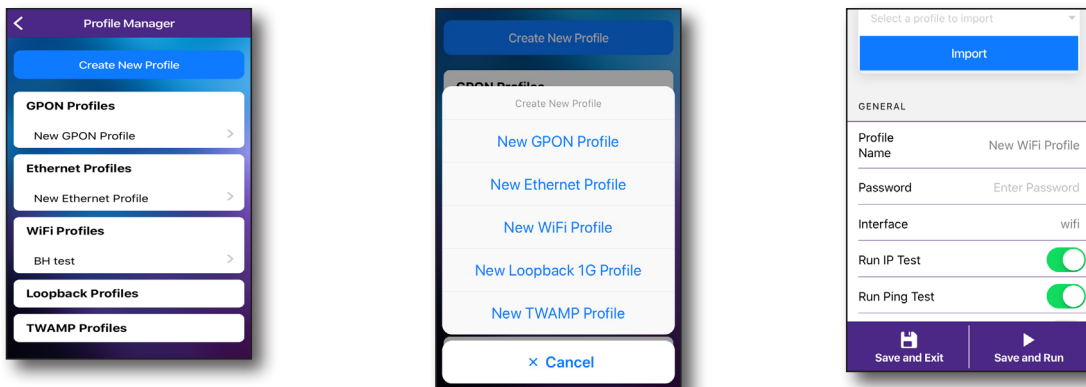 Profile Manager
Create New Profile
GPON Profiles
New GPON Profile
Ethernet Profiles
New Ethernet Profile
WiFi Profiles
BH test
Loopback Profiles
TWAMP Profiles
Create New Profile
GPON Profiles
Create New Profile
New GPON Profile
New Ethernet Profile
New WiFi Profile
New Loopback 1G Profile
New TWAMP Profile
× Cancel
Select a profile to import
Import
GENERAL
Profile
Name
New WiFi Profile
Password Enter Password
Interface wifi
Run IP Test
Run Ping Test
Save and Exit Save and Run